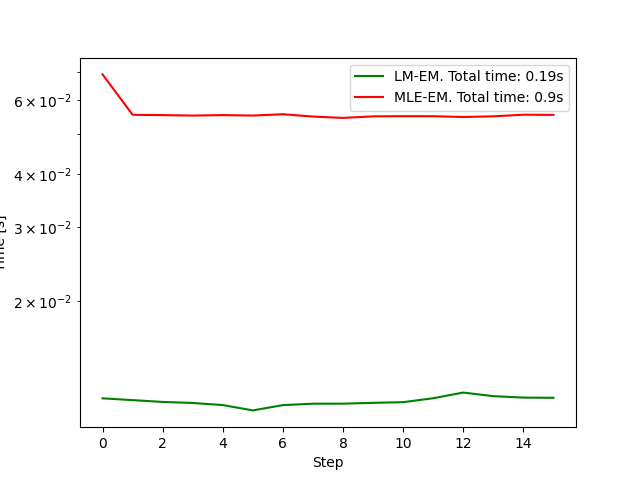 LM-EM. Total time: 0.19s
MLE-EM. Total time: 0.9s
6 × 10⁻²
4 × 10⁻²
3 × 10⁻²
2 × 10⁻²
[s]
0 2 4 6 8 10 12 14
Step